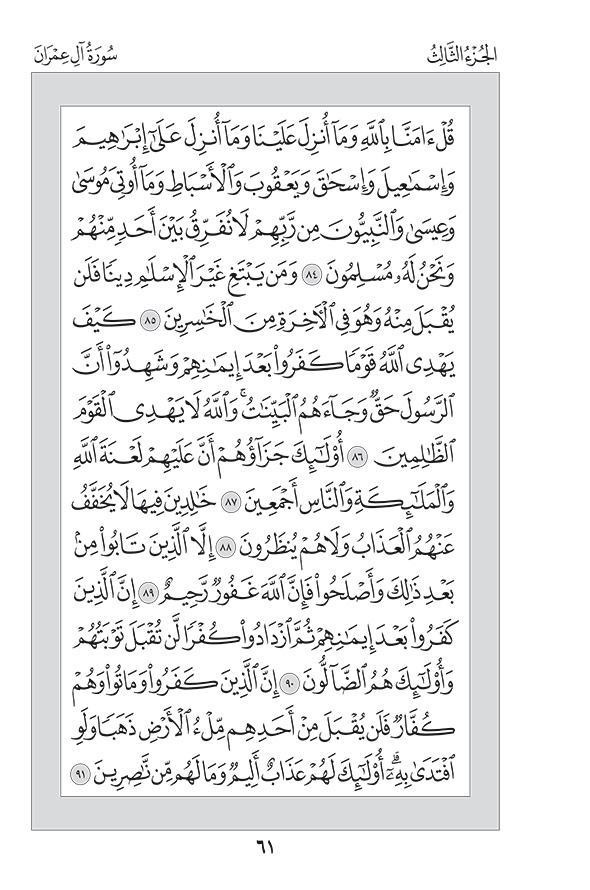 الجُزْءُ الثَّالِثُ
سُورَةُ آلِ عِمْرَانَ
قُلْ ءَامَنَّا بِٱللَّهِ وَمَآ أُنزِلَ عَلَيْنَا وَمَآ أُنزِلَ عَلَىٰٓ إِبْرَٰهِيمَ
وَإِسْمَٰعِيلَ وَإِسْحَٰقَ وَيَعْقُوبَ وَٱلْأَسْبَاطِ وَمَآ أُوتِيَ مُوسَىٰ
وَعِيسَىٰ وَٱلنَّبِيُّونَ مِن رَّبِّهِمْ لَا نُفَرِّقُ بَيْنَ أَحَدٍ مِّنْهُمْ
وَنَحْنُ لَهُۥ مُسْلِمُونَ ٨٤ وَمَن يَبْتَغِ غَيْرَ ٱلْإِسْلَٰمِ دِينًا فَلَن
يُقْبَلَ مِنْهُ وَهُوَ فِي ٱلْأَخِرَةِ مِنَ ٱلْخَٰسِرِينَ ٨٥ كَيْفَ
يَهْدِي ٱللَّهُ قَوْمًا كَفَرُوا۟ بَعْدَ إِيمَٰنِهِمْ وَشَهِدُوٓا۟ أَنَّ
ٱلرَّسُولَ حَقٌّ وَجَآءَهُمُ ٱلْبَيِّنَٰتُ ۚ وَٱللَّهُ لَا يَهْدِي ٱلْقَوْمَ
ٱلظَّٰلِمِينَ ٨٦ أُو۟لَٰٓئِكَ جَزَآؤُهُمْ أَنَّ عَلَيْهِمْ لَعْنَةَ ٱللَّهِ
وَٱلْمَلَٰٓئِكَةِ وَٱلنَّاسِ أَجْمَعِينَ ٨٧ خَٰلِدِينَ فِيهَا لَا يُخَفَّفُ
عَنْهُمُ ٱلْعَذَابُ وَلَا هُمْ يُنظَرُونَ ٨٨ إِلَّا ٱلَّذِينَ تَابُوا۟ مِنۢ
بَعْدِ ذَٰلِكَ وَأَصْلَحُوا۟ فَإِنَّ ٱللَّهَ غَفُورٌ رَّحِيمٌ ٨٩ إِنَّ ٱلَّذِينَ
كَفَرُوا۟ بَعْدَ إِيمَٰنِهِمْ ثُمَّ ٱزْدَادُوا۟ كُفْرًا لَّن تُقْبَلَ تَوْبَتُهُمْ
وَأُو۟لَٰٓئِكَ هُمُ ٱلضَّآلُّونَ ٩٠ إِنَّ ٱلَّذِينَ كَفَرُوا۟ وَمَاتُوا۟ وَهُمْ
كُفَّارٌ فَلَن يُقْبَلَ مِنْ أَحَدِهِم مِّلْءُ ٱلْأَرْضِ ذَهَبًا وَلَوِ
ٱفْتَدَىٰ بِهِۦٓ ۗ أُو۟لَٰٓئِكَ لَهُمْ عَذَابٌ أَلِيمٌ وَمَا لَهُم مِّن نَّٰصِرِينَ ٩١
٦١